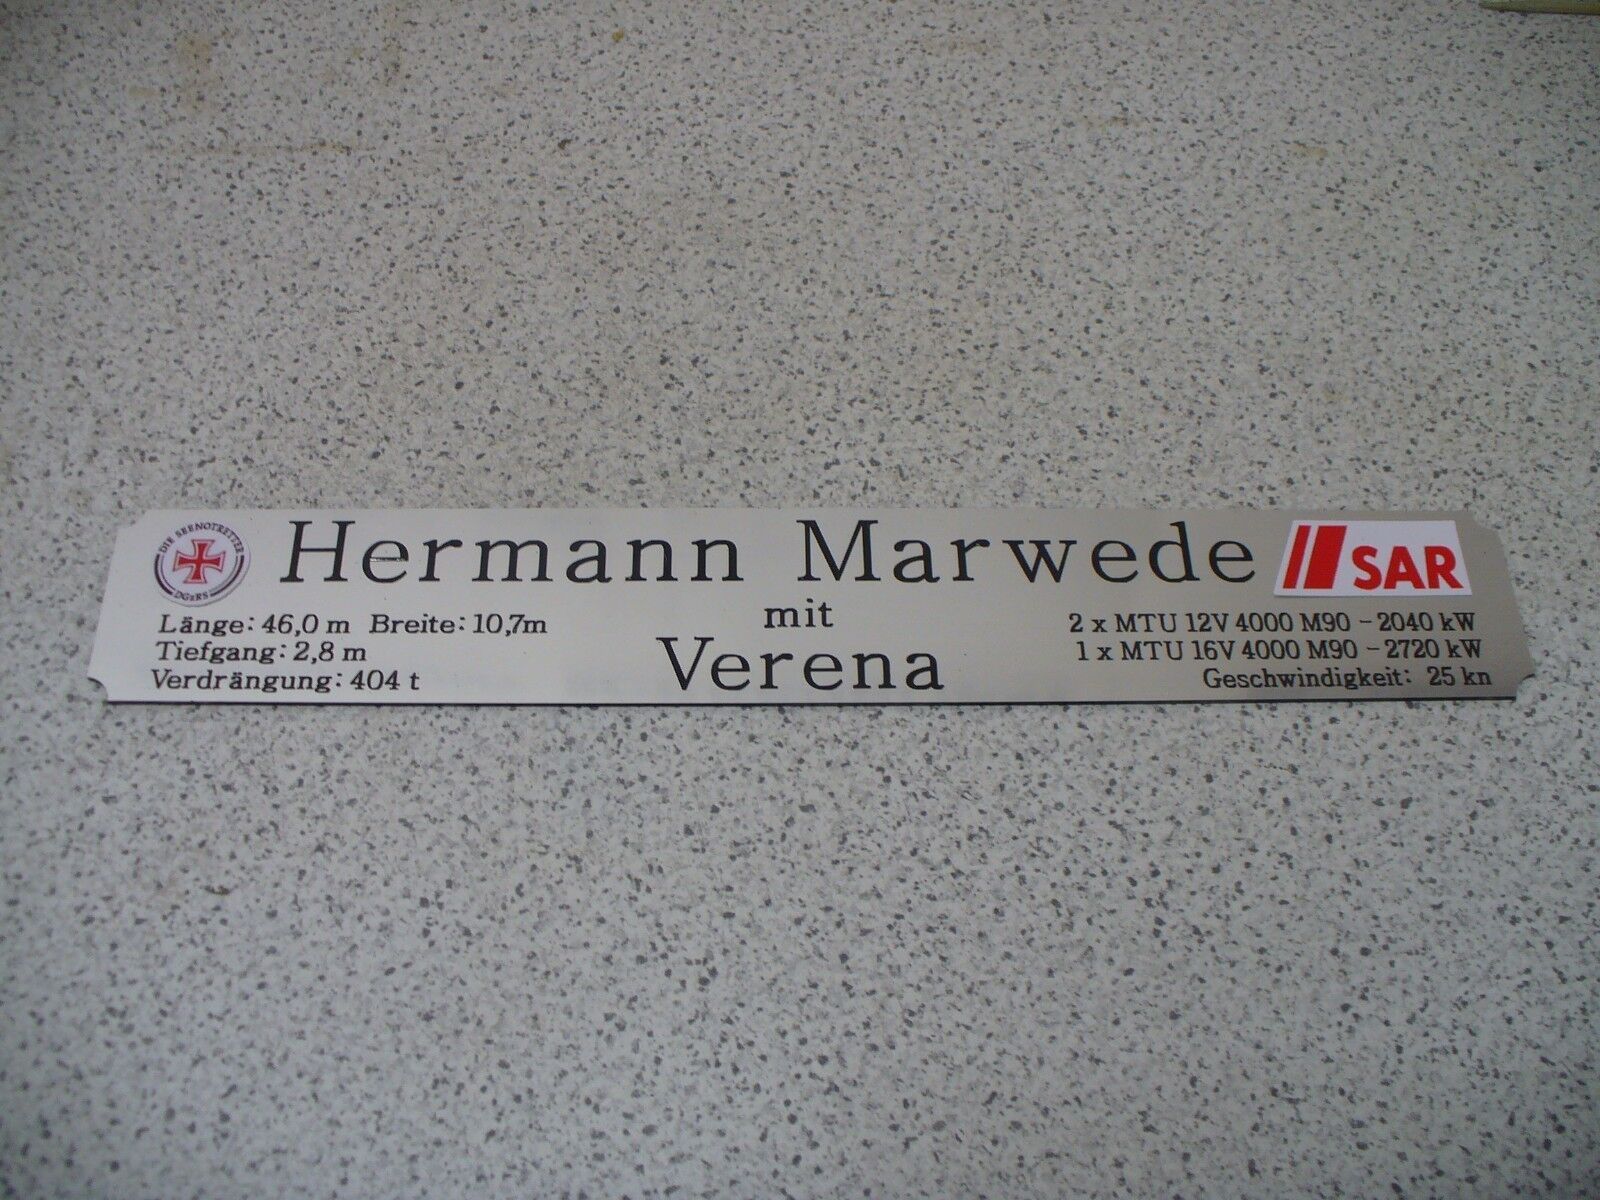 DIE SEENOTRETTER
DGzRS
Hermann Marwede
SAR
mit
Verena
Länge: 46,0 m Breite: 10,7m
Tiefgang: 2,8 m
Verdrängung: 404 t
2 x MTU 12V 4000 M90 - 2040 kW
1 x MTU 16V 4000 M90 - 2720 kW
Geschwindigkeit: 25 kn